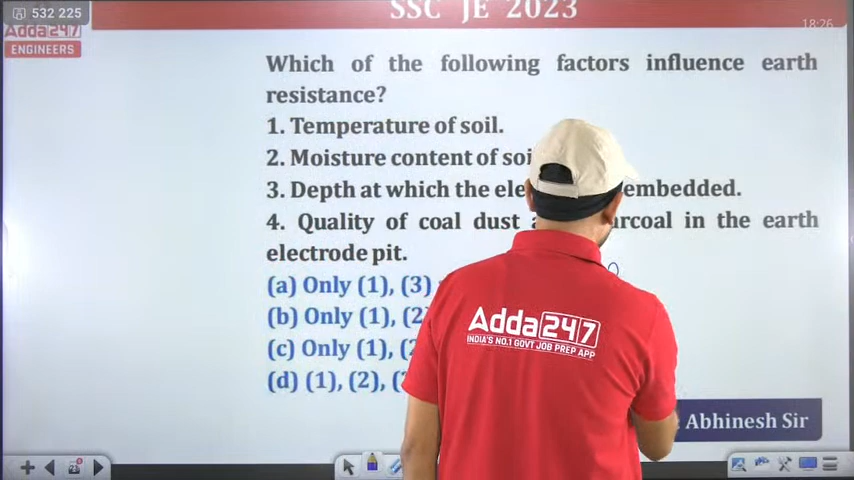 532 225
SSC JE 2023
18:26
Adda247
ENGINEERS
Which of the following factors influence earth
resistance?
1. Temperature of soil.
2. Moisture content of soi
3. Depth at which the ele embedded.
4. Quality of coal dust rcoal in the earth
electrode pit.
(a) Only (1), (3)
(b) Only (1), (2
(c) Only (1), (2
(d) (1), (2), (
Adda247
INDIA'S NO.1 GOVT JOB PREP APP
Abhinesh Sir